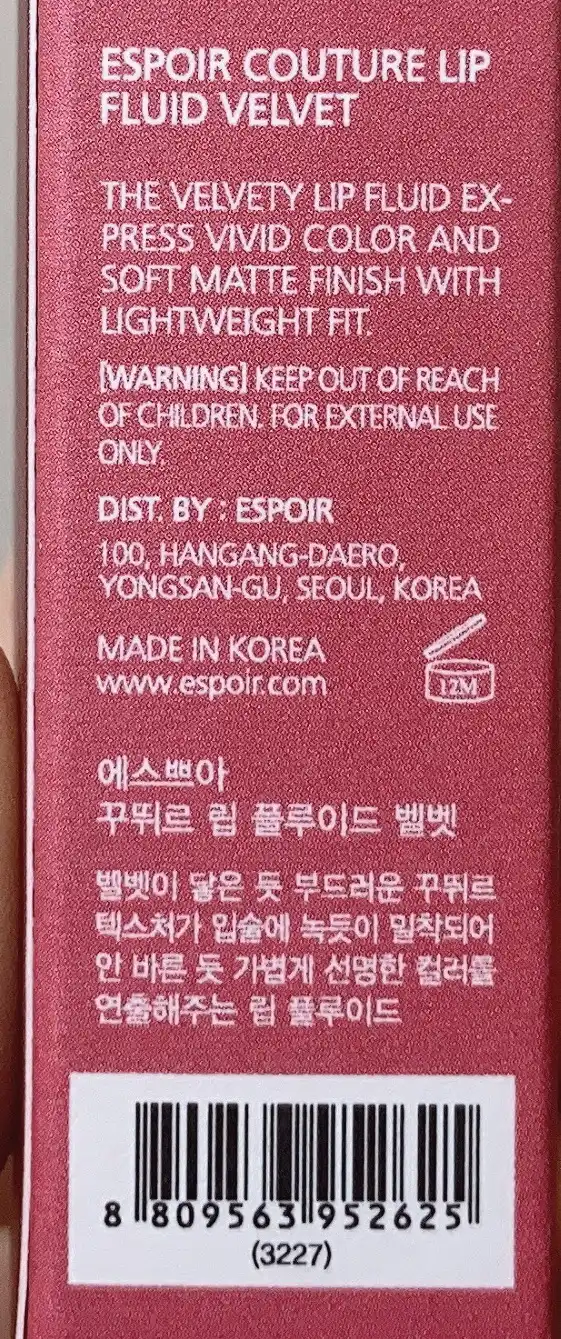 ESPOIR COUTURE LIP
FLUID VELVET
THE VELVETY LIP FLUID EX-
PRESS VIVID COLOR AND
SOFT MATTE FINISH WITH
LIGHTWEIGHT FIT.
[WARNING] KEEP OUT OF REACH
OF CHILDREN. FOR EXTERNAL USE
ONLY.
DIST. BY : ESPOIR
100, HANGANG-DAERO,
YONGSAN-GU, SEOUL, KOREA
MADE IN KOREA
www.espoir.com
12M
에스쁘아
꾸뛰르 립 플루이드 벨벳
벨벳이 닿은 듯 부드러운 꾸뛰르
텍스처가 입술에 녹듯이 밀착되어
안 바른 듯 가볍게 선명한 컬러를
연출해주는 립 플루이드
8 809563 952625
(3227)